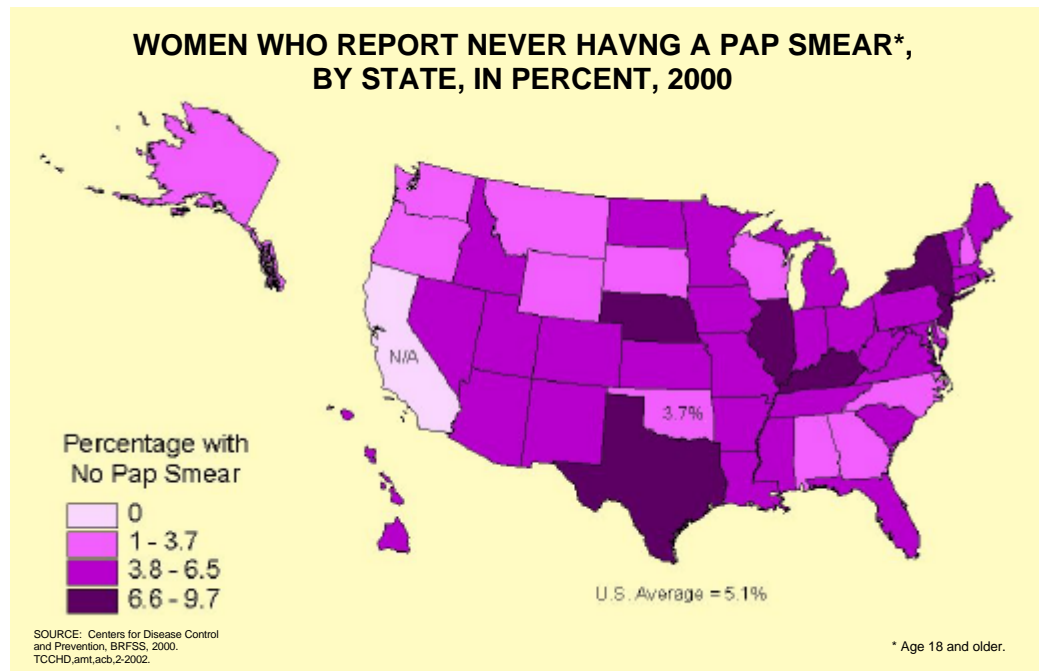 WOMEN WHO REPORT NEVER HAVNG A PAP SMEAR*,
BY STATE, IN PERCENT, 2000
N/A
3.7%
Percentage with
No Pap Smear
0
1 - 3.7
3.8 - 6.5
6.6 - 9.7
U.S. Average = 5.1%
SOURCE: Centers for Disease Control
and Prevention, BRFSS, 2000.
TCCHD,amt,acb,2-2002.
* Age 18 and older.